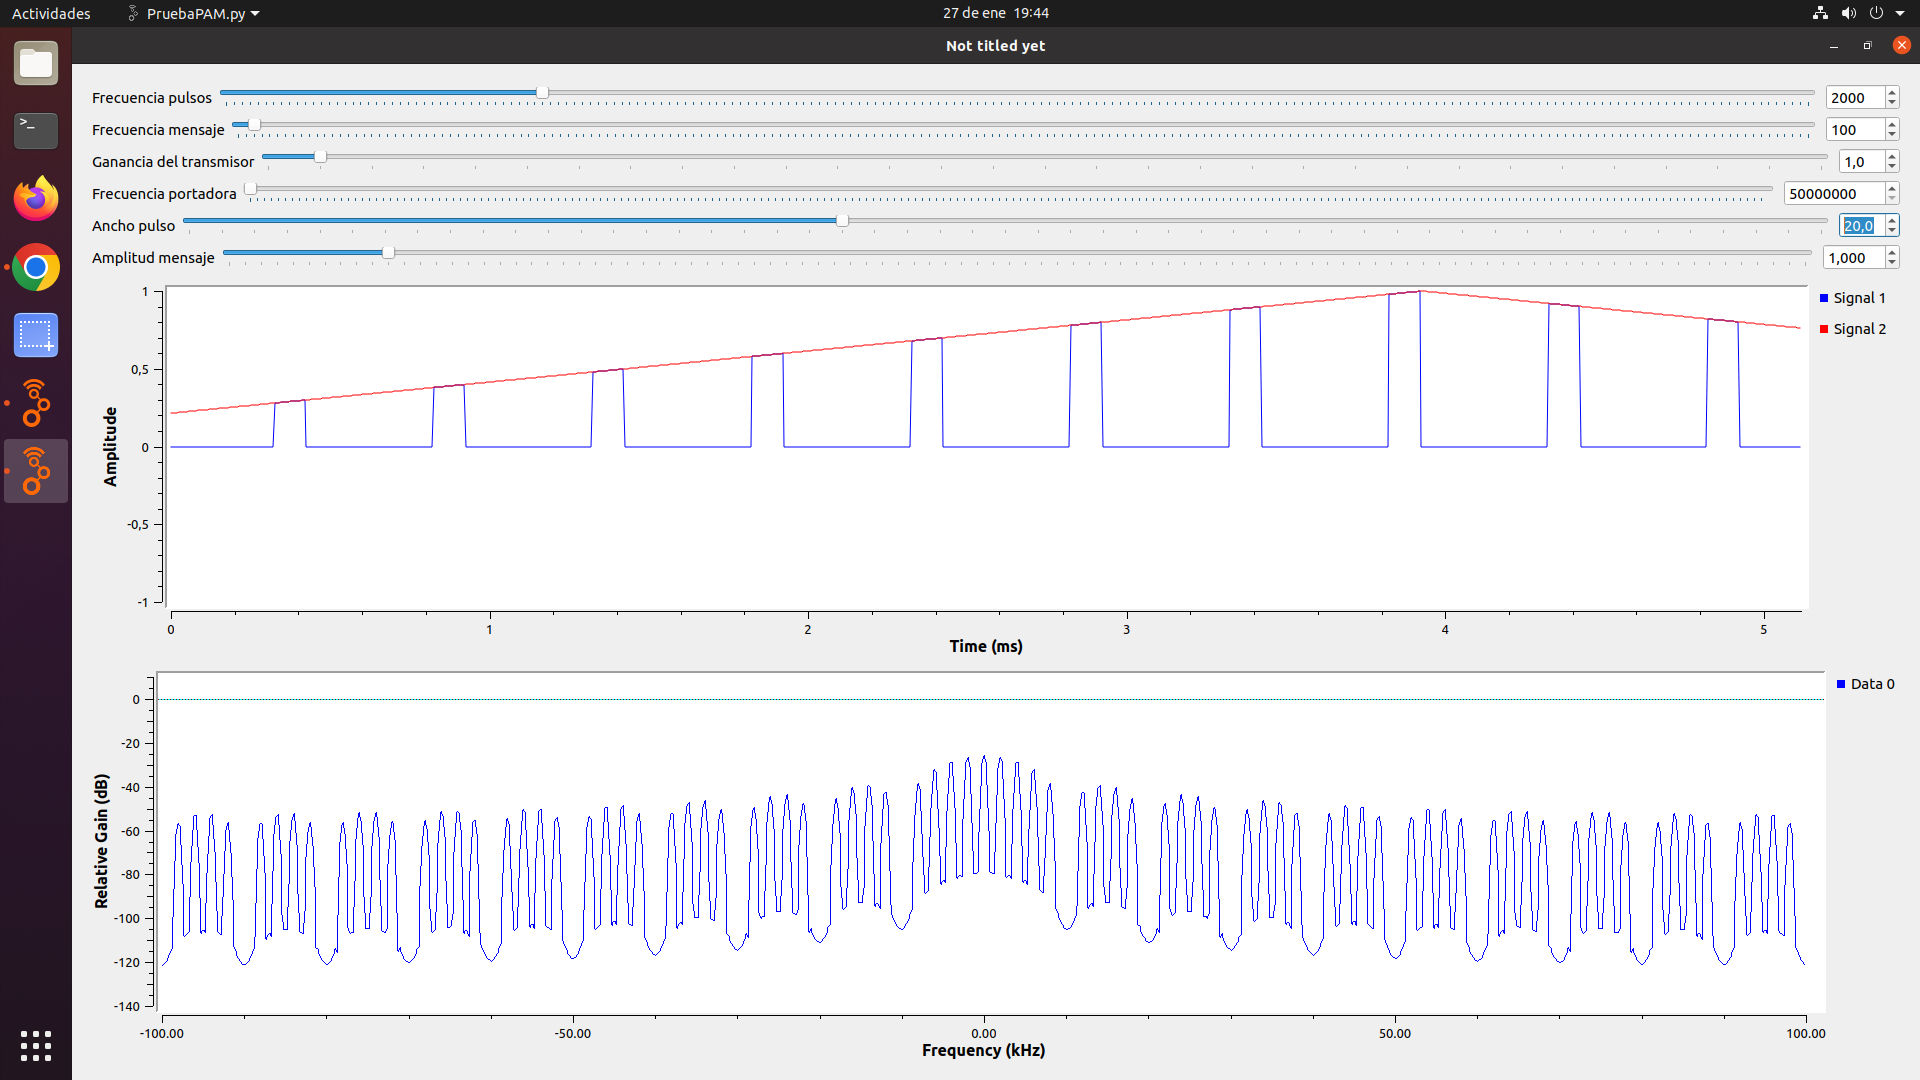 Actividades PruebaPAM.py 27 de ene 19:44
Not titled yet
Frecuencia pulsos 2000
Frecuencia mensaje 100
Ganancia del transmisor 1,0
Frecuencia portadora 50000000
Ancho pulso 20,0
Amplitud mensaje 1,000
Amplitude
1
0,5
0
-0,5
-1
0 1 2 3 4 5
Time (ms)
Signal 1
Signal 2
Relative Gain (dB)
0
-20
-40
-60
-80
-100
-120
-140
-100.00 -50.00 0.00 50.00 100.00
Frequency (kHz)
Data 0